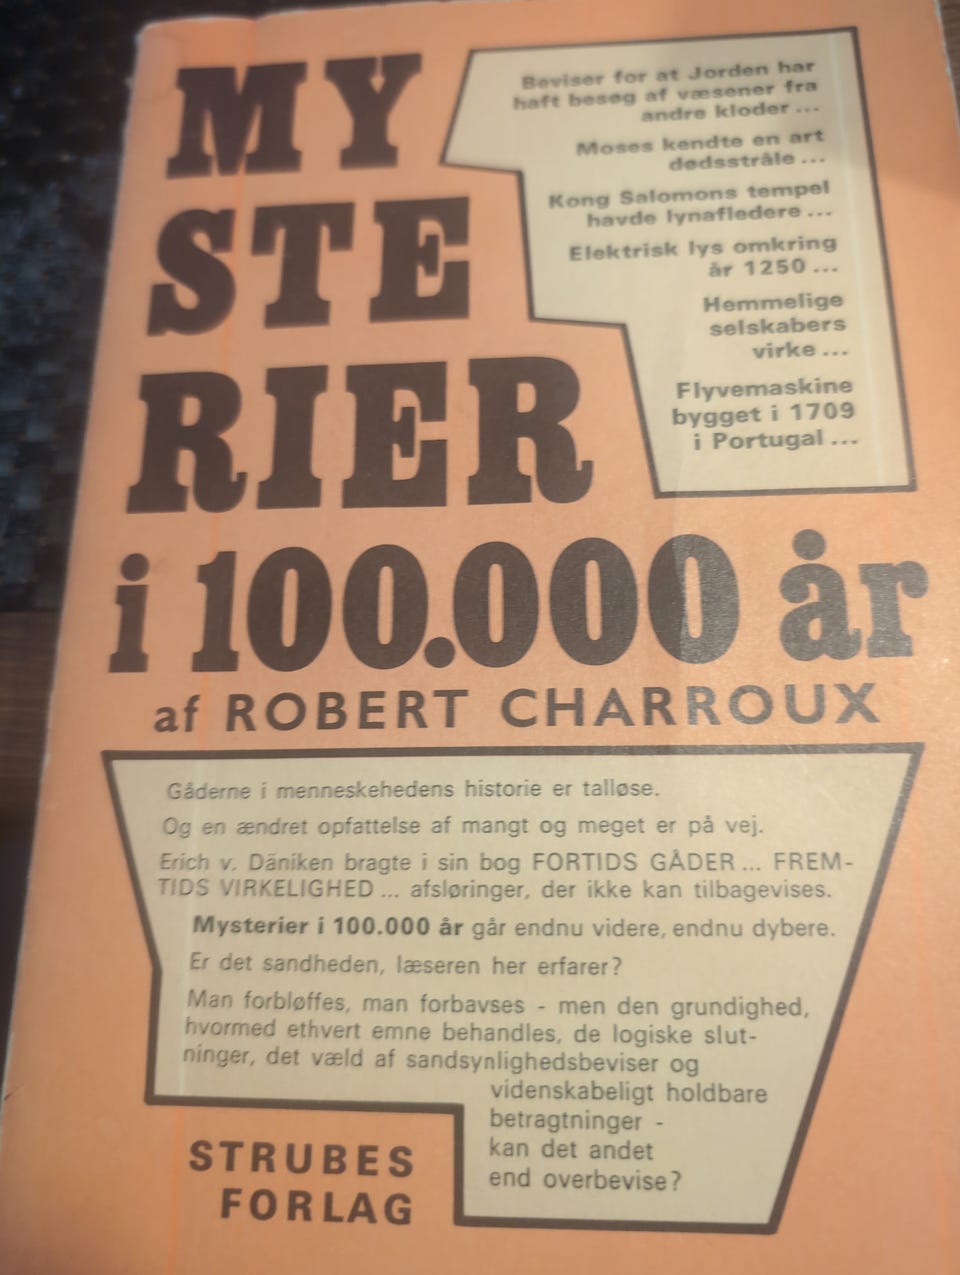 MY
STE
RIER
i 100.000 år
af ROBERT CHARROUX
Beviser for at Jorden har
haft besøg af væsener fra
andre kloder ...
Moses kendte en art
dødsstråle ...
Kong Salomons tempel
havde lynafledere ...
Elektrisk lys omkring
år 1250 ...
Hemmelige
selskabers
virke ...
Flyvemaskine
bygget i 1709
i Portugal ...
Gåderne i menneskehedens historie er talløse.
Og en ændret opfattelse af mangt og meget er på vej.
Erich v. Däniken bragte i sin bog FORTIDS GÅDER ... FREM-
TIDS VIRKELIGHED ... afsløringer, der ikke kan tilbagevises.
Mysterier i 100.000 år går endnu videre, endnu dybere.
Er det sandheden, læseren her erfarer?
Man forbløffes, man forbavses - men den grundighed,
hvormed ethvert emne behandles, de logiske slut-
ninger, det væld af sandsynlighedsbeviser og
videnskabeligt holdbare
betragtninger -
kan det andet
end overbevise?
STRUBES
FORLAG